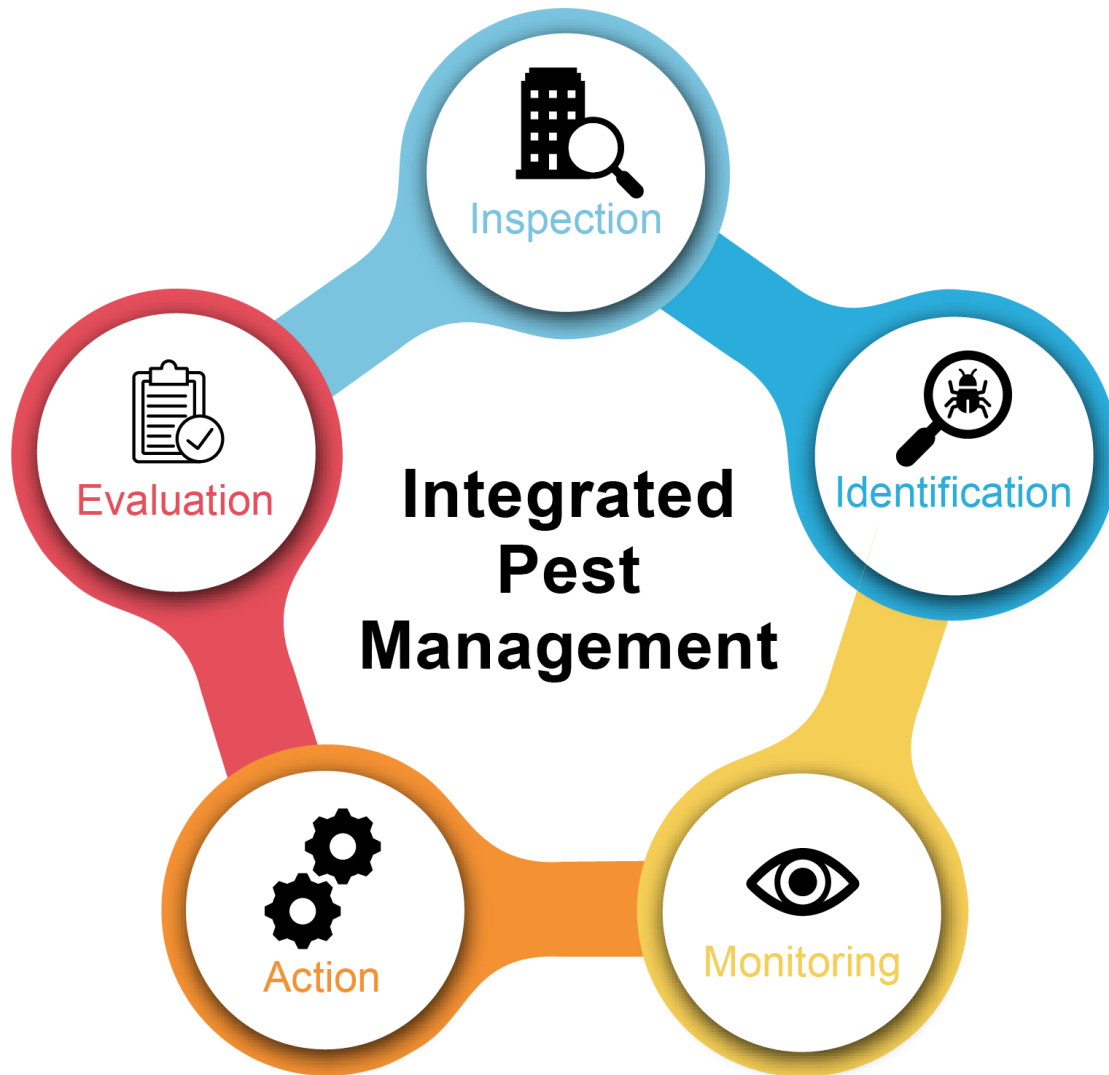 Inspection
Identification
Monitoring
Action
Evaluation
Integrated
Pest
Management